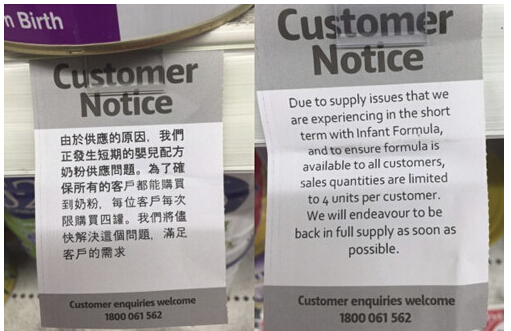 m Birth
Customer
Notice
由於供應的原因，我們
正發生短期的嬰兒配方
奶粉供應問題。為了確
保所有的客戶都能購買
到奶粉，每位客戶每次
限購買四罐。我們將儘
快解決這個問題，滿足
客戶的需求
Customer enquiries welcome
1800 061 562
Customer
Notice
Due to supply issues that we
are experiencing in the short
term with Infant Formula,
and to ensure formula is
available to all customers,
sales quantities are limited
to 4 units per customer.
We will endeavour to be
back in full supply as soon as
possible.
Customer enquiries welcome
1800 061 562